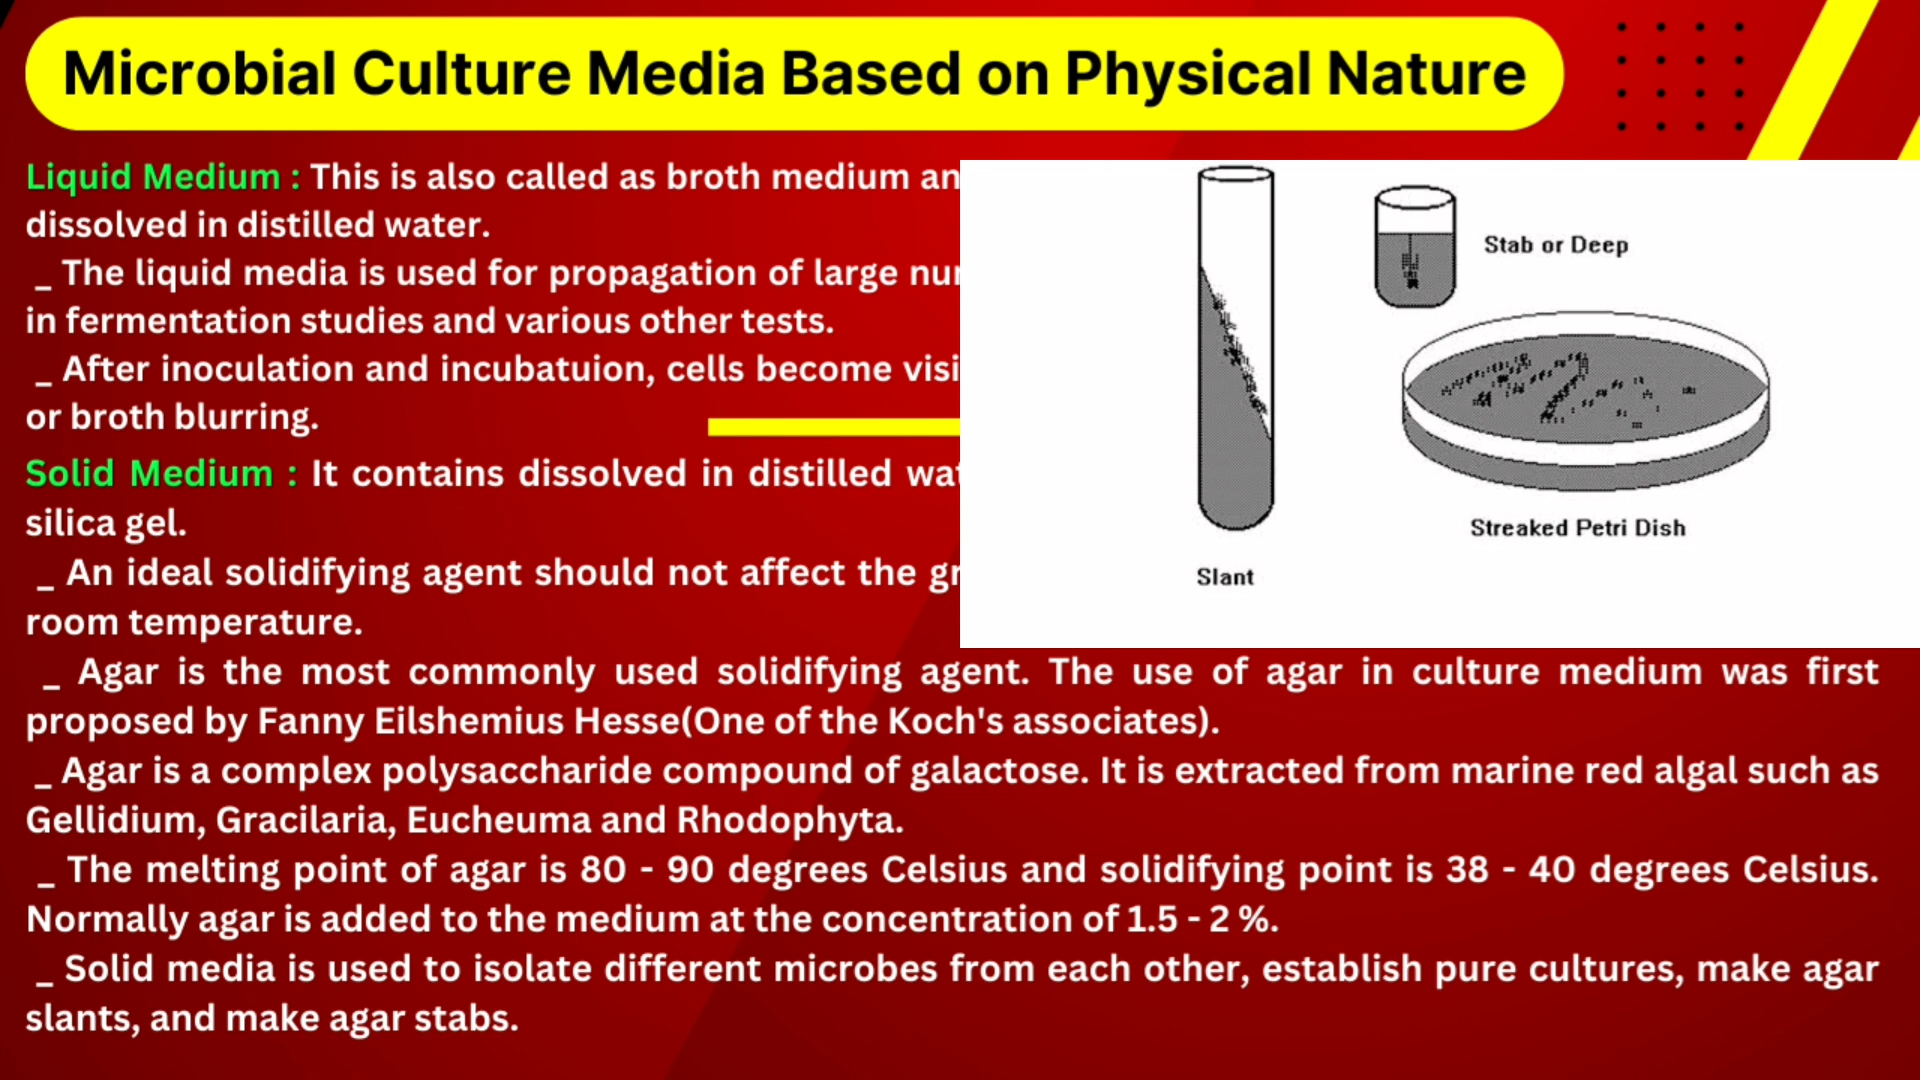 Microbial Culture Media Based on Physical Nature
Liquid Medium : This is also called as broth medium
dissolved in distilled water.
_ The liquid media is used for propagation of large
in fermentation studies and various other tests.
_ After inoculation and incubatuion, cells become
or broth blurring.
Solid Medium : It contains dissolved in distilled
silica gel.
_ An ideal solidifying agent should not affect the
room temperature.
_ Agar is the most commonly used solidifying agent. The use of agar in culture medium was first
proposed by Fanny Eilshemius Hesse(One of the Koch's associates).
_ Agar is a complex polysaccharide compound of galactose. It is extracted from marine red algal such as
Gellidium, Gracilaria, Eucheuma and Rhodophyta.
_ The melting point of agar is 80 - 90 degrees Celsius and solidifying point is 38 - 40 degrees Celsius.
Normally agar is added to the medium at the concentration of 1.5 - 2 %.
_ Solid media is used to isolate different microbes from each other, establish pure cultures, make agar
slants, and make agar stabs.
Stab or Deep
Streaked Petri Dish
Slant